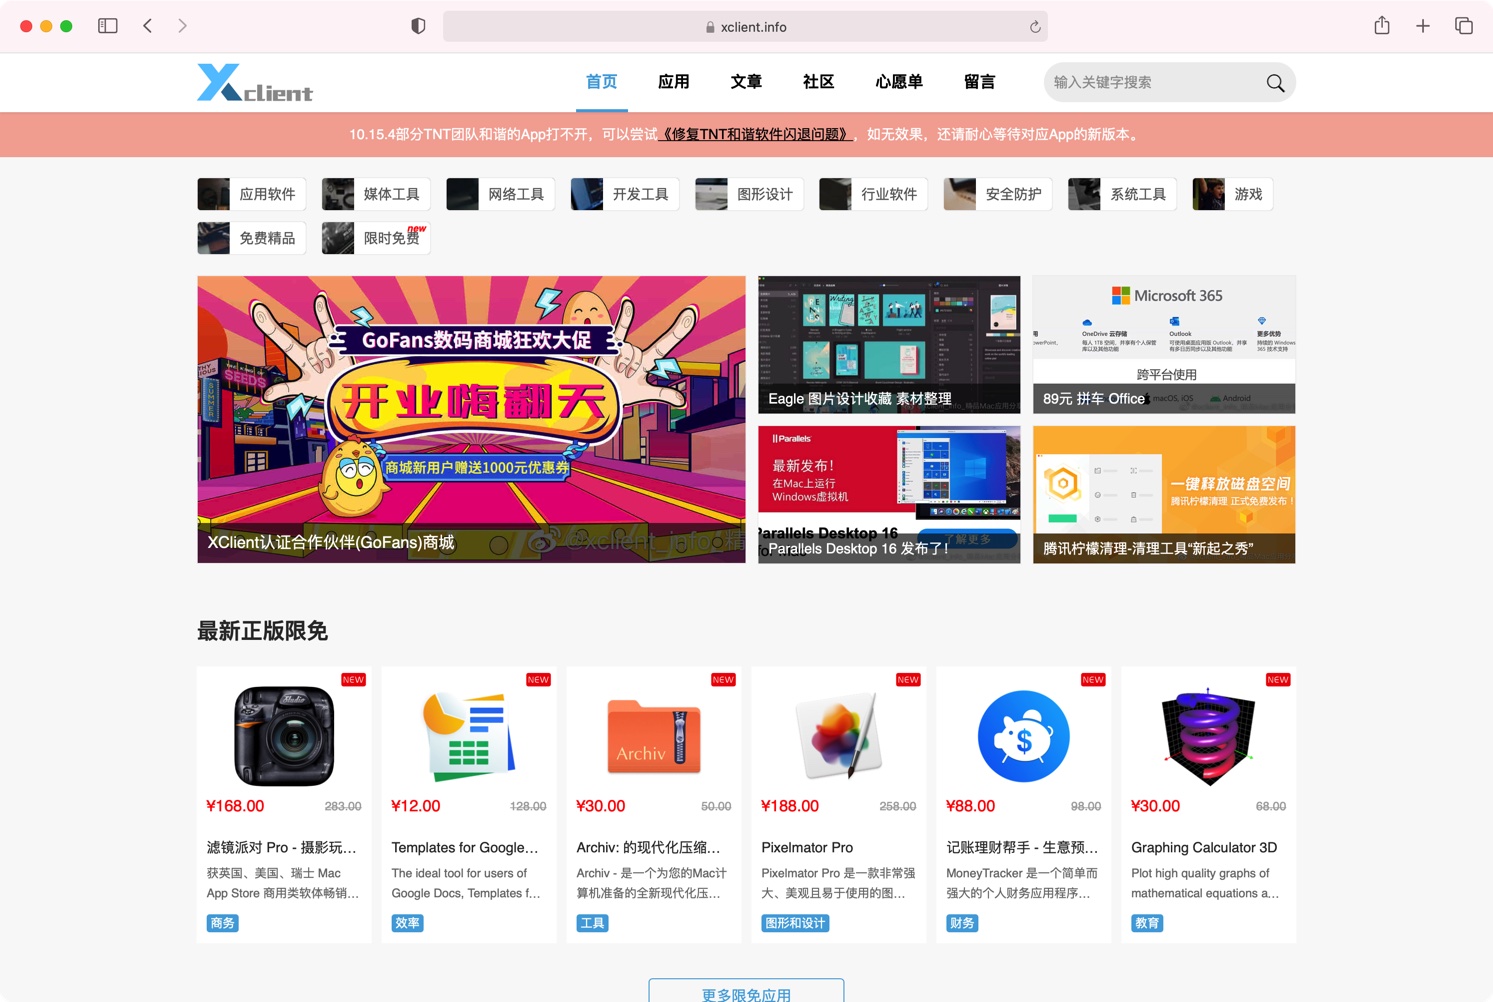 xclient.info
Xclient
首页 应用 文章 社区 心愿单 留言 输入关键字搜索
10.15.4部分TNT团队和谐的App打不开，可以尝试《修复TNT和谐软件闪退问题》，如无效果，还请耐心等待对应App的新版本。
应用软件 媒体工具 网络工具 开发工具 图形设计 行业软件 安全防护 系统工具 游戏
免费精品 限时免费 new
GoFans数码商城狂欢大促
开业嗨翻天
商城新用户赠送1000元优惠券
SEEDS
SUMMER
@xclient_info
XClient认证合作伙伴(GoFans)商城
Eagle 图片设计收藏 素材整理
Microsoft 365
OneDrive 云存储 Outlook 更多优势
跨平台使用
macOS, iOS Android
89元 拼车 Office
Parallels
最新发布！
在Mac上运行
Windows虚拟机
Parallels Desktop 16
了解更多
Parallels Desktop 16 发布了！
一键释放磁盘空间
腾讯柠檬清理 正式免费发布！
腾讯柠檬清理-清理工具“新起之秀”
最新正版限免
NEW NEW NEW NEW NEW NEW
Archiv
¥168.00 283.00 ¥12.00 128.00 ¥30.00 50.00 ¥188.00 258.00 ¥88.00 98.00 ¥30.00 68.00
滤镜派对 Pro - 摄影玩…
获英国、美国、瑞士 Mac
App Store 商用类软体畅销…
商务
Templates for Google…
The ideal tool for users of
Google Docs, Templates f…
效率
Archiv: 的现代化压缩…
Archiv - 是一个为您的Mac计
算机准备的全新现代化压…
工具
Pixelmator Pro
Pixelmator Pro 是一款非常强
大、美观且易于使用的图…
图形和设计
记账理财帮手 - 生意预…
MoneyTracker 是一个简单而
强大的个人财务应用程序…
财务
Graphing Calculator 3D
Plot high quality graphs of
mathematical equations a…
教育
更多限免应用